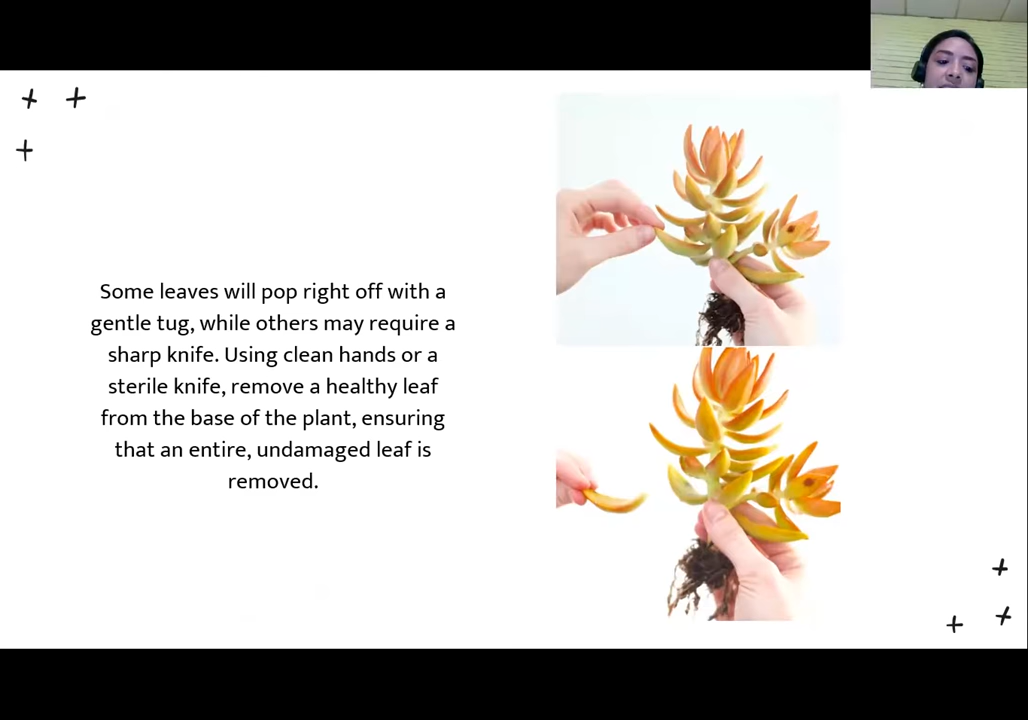 Some leaves will pop right off with a
gentle tug, while others may require a
sharp knife. Using clean hands or a
sterile knife, remove a healthy leaf
from the base of the plant, ensuring
that an entire, undamaged leaf is
removed.